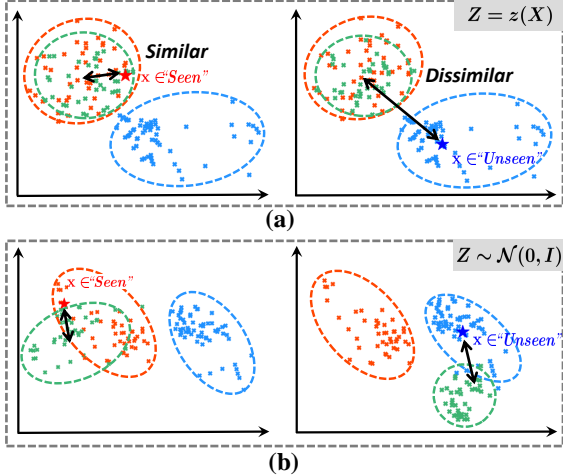 Z = z(X)
Similar
x ∈ “Seen”
Dissimilar
x ∈ “Unseen”
(a)
Z ∼ 𝒩(0, I)
x ∈ “Seen”
x ∈ “Unseen”
(b)